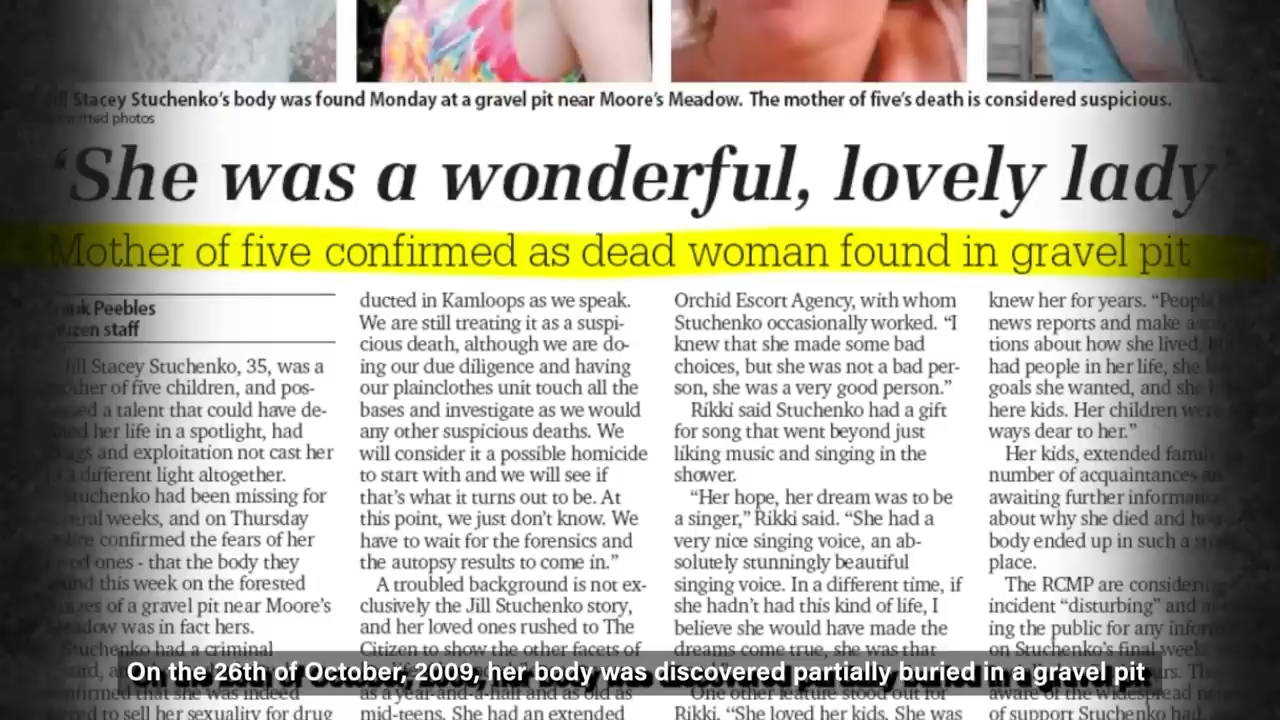 Stacey Stuchenko's body was found Monday at a gravel pit near Moore's Meadow. The mother of five's death is considered suspicious.
photos
'She was a wonderful, lovely lady'
Mother of five confirmed as dead woman found in gravel pit
Peebles
staff
Jill Stacey Stuchenko, 35, was a
of five children, and pos-
a talent that could have de-
her life in a spotlight, had
and exploitation not cast her
different light altogether.
Stuchenko had been missing for
weeks, and on Thursday
confirmed the fears of her
ones - that the body they
this week on the forested
of a gravel pit near Moore's
was in fact hers.
Stuchenko had a criminal
that she was indeed
to sell her sexuality for drug
ducted in Kamloops as we speak.
We are still treating it as a suspi-
cious death, although we are do-
ing our due diligence and having
our plainclothes unit touch all the
bases and investigate as we would
any other suspicious deaths. We
will consider it a possible homicide
to start with and we will see if
that's what it turns out to be. At
this point, we just don't know. We
have to wait for the forensics and
the autopsy results to come in."
A troubled background is not ex-
clusively the Jill Stuchenko story,
and her loved ones rushed to The
Citizen to show the other facets of
as a year-and-a-half and as old as
mid-teens. She had an extended
Orchid Escort Agency, with whom
Stuchenko occasionally worked. "I
knew that she made some bad
choices, but she was not a bad per-
son, she was a very good person."
Rikki said Stuchenko had a gift
for song that went beyond just
liking music and singing in the
shower.
"Her hope, her dream was to be
a singer," Rikki said. "She had a
very nice singing voice, an ab-
solutely stunningly beautiful
singing voice. In a different time, if
she hadn't had this kind of life, I
believe she would have made the
dreams come true, she was that
One other feature stood out for
Rikki. "She loved her kids. She was
knew her for years. "People
news reports and make
tions about how she lived,
had people in her life, she
goals she wanted, and she
here kids. Her children
ways dear to her."
Her kids, extended
number of acquaintances
awaiting further
about why she died and
body ended up in such a
place.
The RCMP are
incident "disturbing" and
ing the public for any
on Stuchenko's final
aware of the widespread
of support Stuchenko had
On the 26th of October, 2009, her body was discovered partially buried in a gravel pit